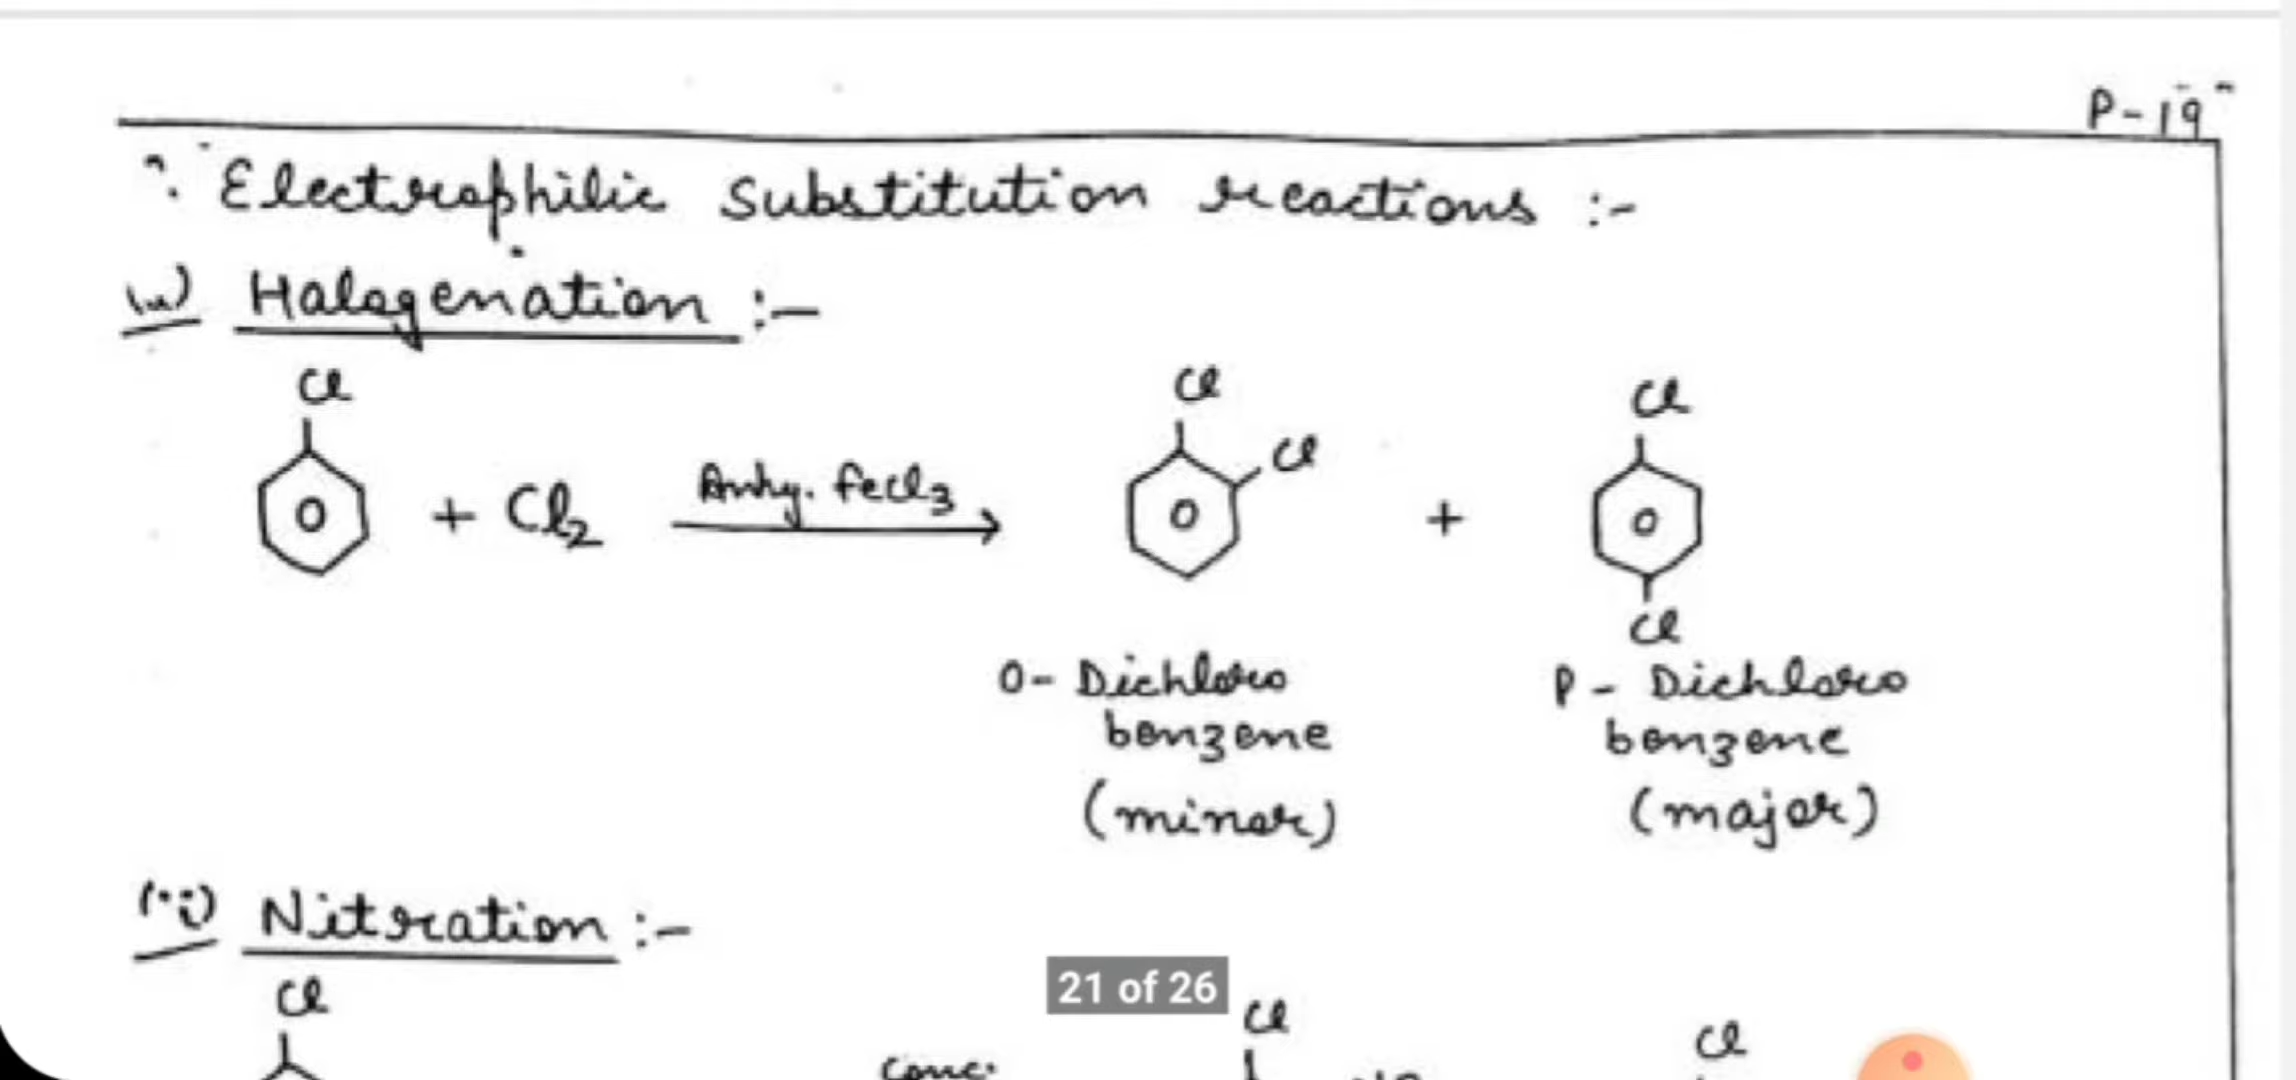 P-19
Electrophilic Substitution reactions :-
Halogenation :-
Cl Cl Cl
Cl
+ Cl2 Anhy. FeCl3 +
Cl
O- Dichloro P - Dichloro
benzene benzene
(minor) (major)
(ii) Nitration :-
21 of 26
Cl Cl Cl
Conc.